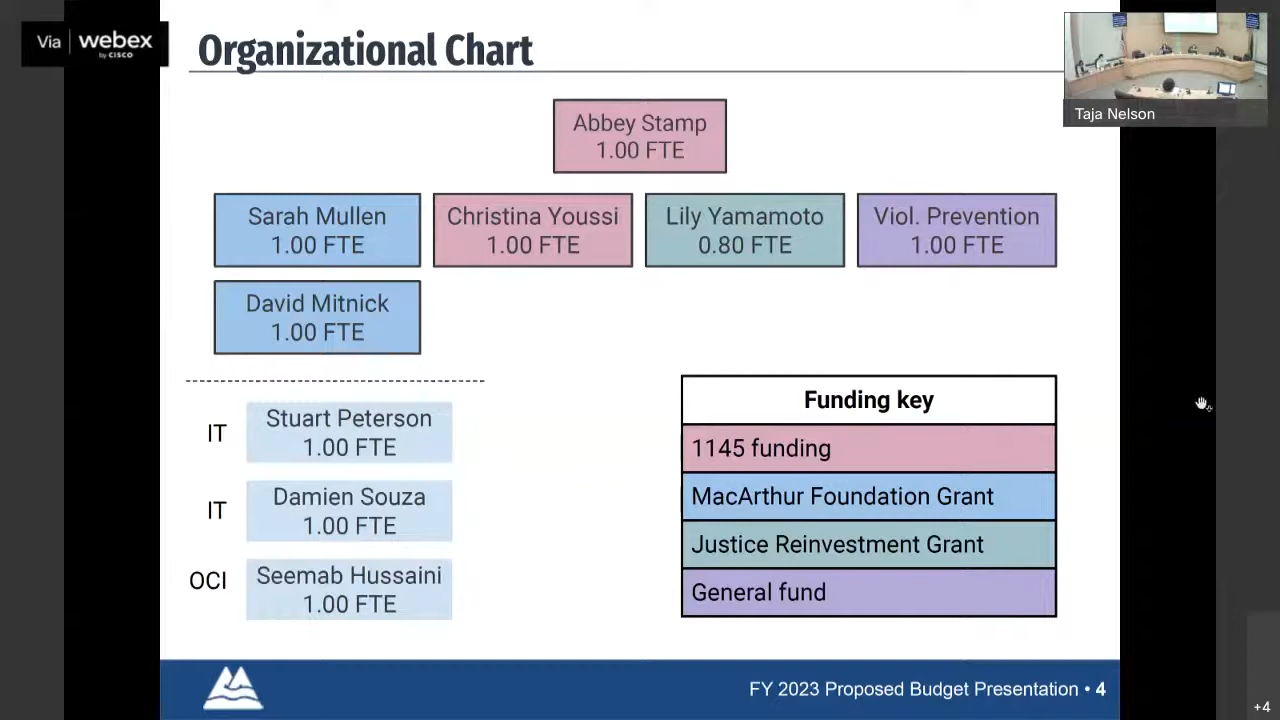 Via webex
by CISCO
Organizational Chart
Taja Nelson
Abbey Stamp
1.00 FTE
Sarah Mullen
1.00 FTE
Christina Youssi
1.00 FTE
Lily Yamamoto
0.80 FTE
Viol. Prevention
1.00 FTE
David Mitnick
1.00 FTE
IT
Stuart Peterson
1.00 FTE
IT
Damien Souza
1.00 FTE
OCI
Seemab Hussaini
1.00 FTE
Funding key
1145 funding
MacArthur Foundation Grant
Justice Reinvestment Grant
General fund
FY 2023 Proposed Budget Presentation • 4
+4